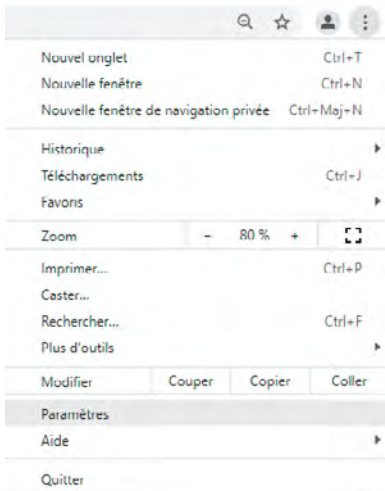 Nouvel onglet Ctrl+T
Nouvelle fenêtre Ctrl+N
Nouvelle fenêtre de navigation privée Ctrl+Maj+N
Historique
Téléchargements Ctrl+J
Favoris
Zoom - 80 % +
Imprimer... Ctrl+P
Caster...
Rechercher... Ctrl+F
Plus d'outils
Modifier Couper Copier Coller
Paramètres
Aide
Quitter